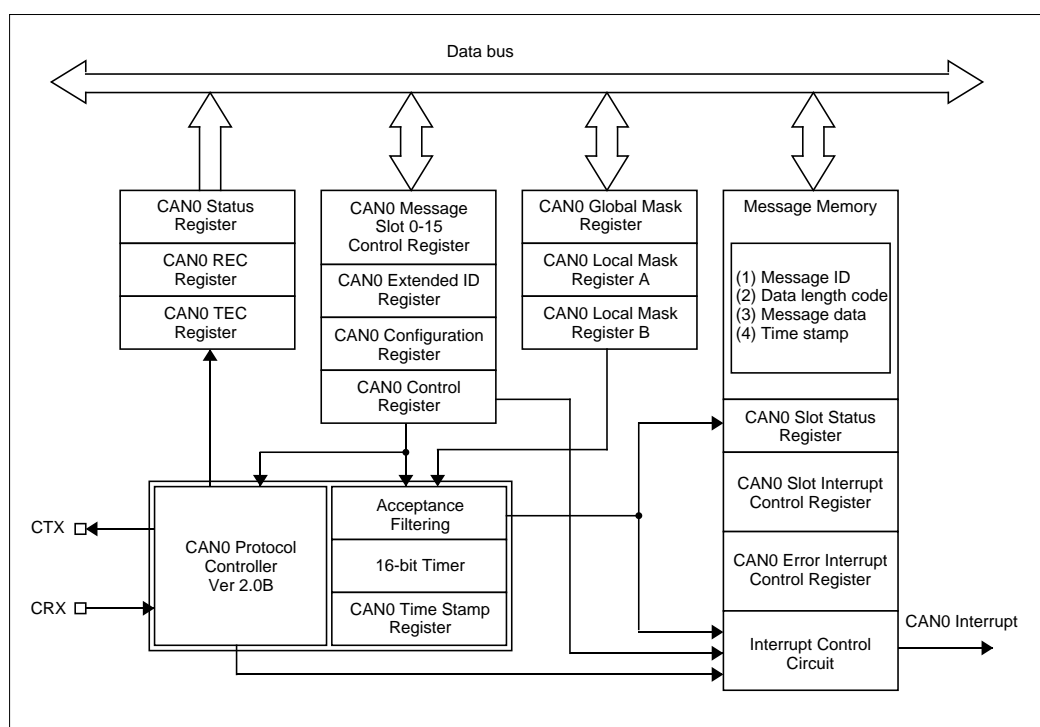 Data bus
CAN0 Status
Register
CAN0 REC
Register
CAN0 TEC
Register
CAN0 Message
Slot 0-15
Control Register
CAN0 Extended ID
Register
CAN0 Configuration
Register
CAN0 Control
Register
CAN0 Global Mask
Register
CAN0 Local Mask
Register A
CAN0 Local Mask
Register B
Message Memory
(1) Message ID
(2) Data length code
(3) Message data
(4) Time stamp
CAN0 Slot Status
Register
CAN0 Slot Interrupt
Control Register
CAN0 Error Interrupt
Control Register
Interrupt Control
Circuit
CAN0 Interrupt
CTX
CRX
CAN0 Protocol
Controller
Ver 2.0B
Acceptance
Filtering
16-bit Timer
CAN0 Time Stamp
Register